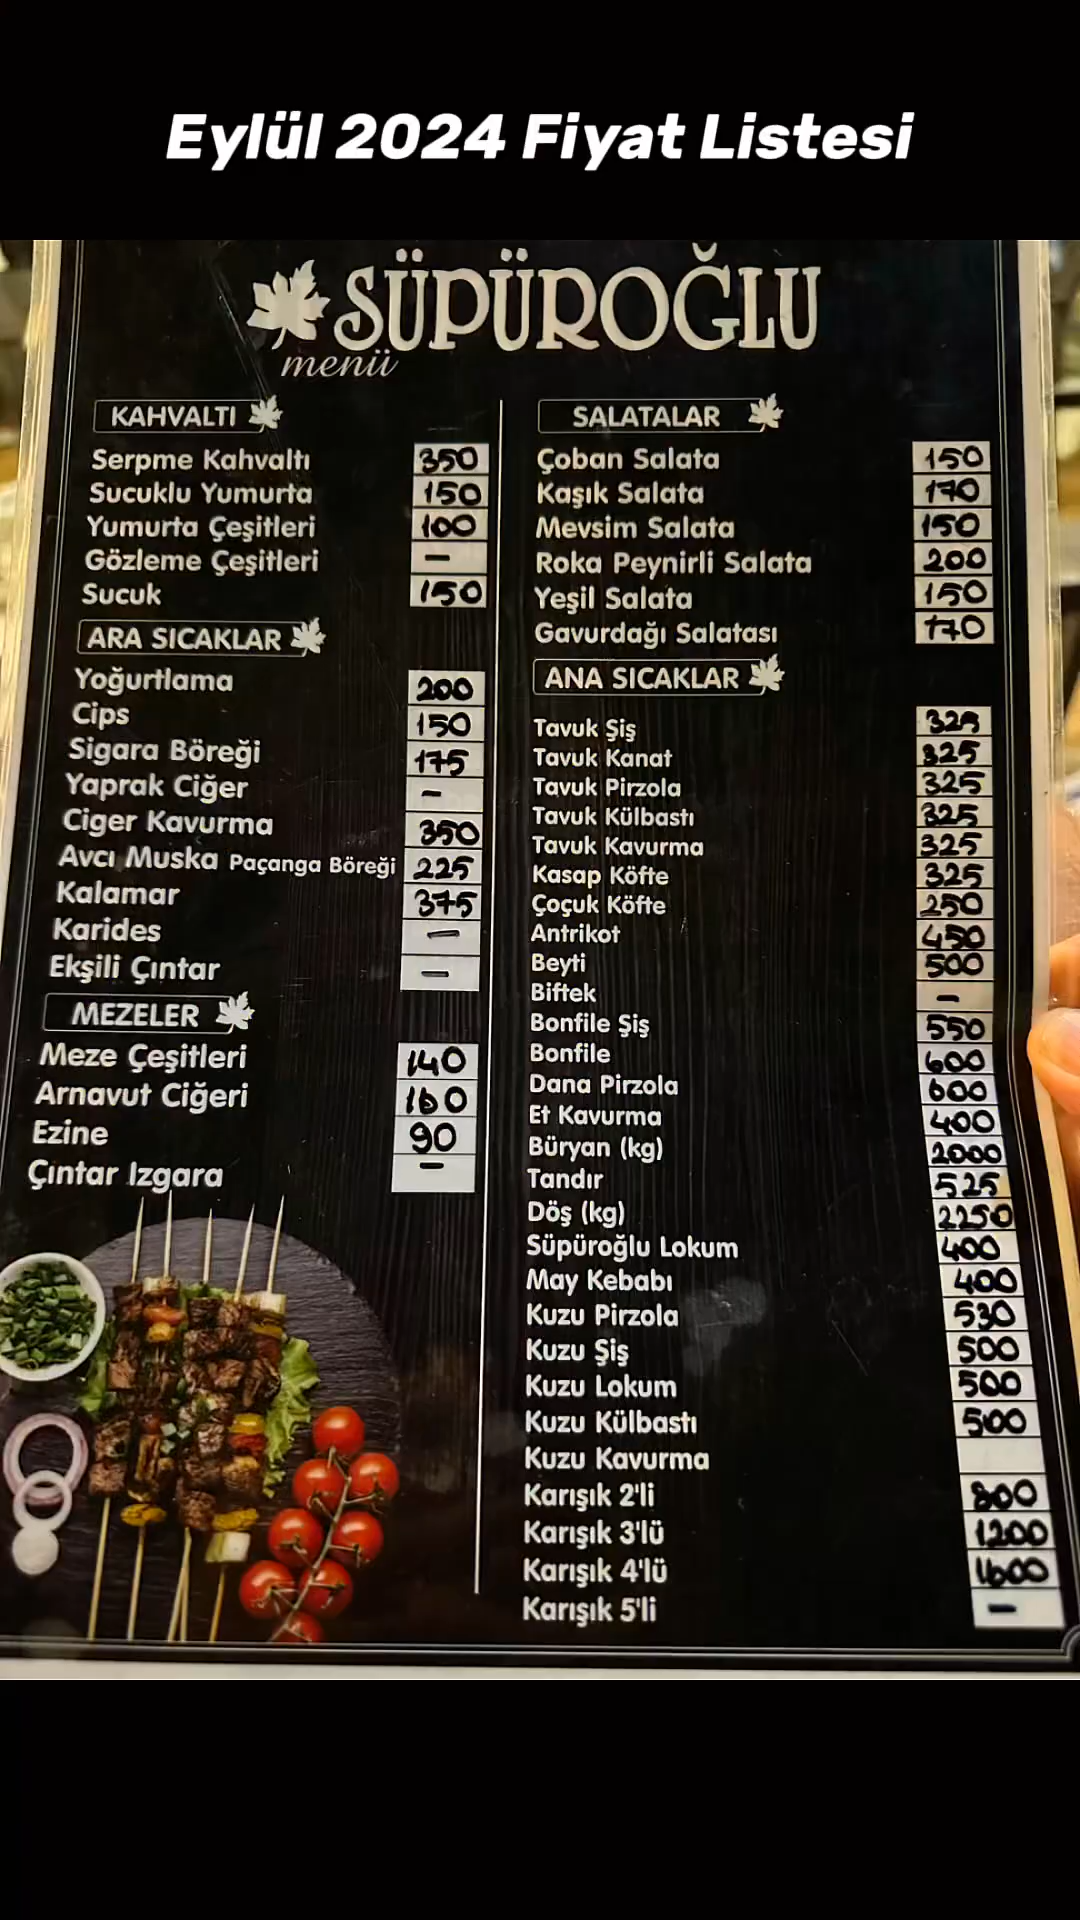 Eylül 2024 Fiyat Listesi
SÜPÜROĞLU
menü
KAHVALTI
Serpme Kahvaltı 350
Sucuklu Yumurta 150
Yumurta Çeşitleri 100
Gözleme Çeşitleri –
Sucuk 150
ARA SICAKLAR
Yoğurtlama 200
Cips 150
Sigara Böreği 175
Yaprak Ciğer –
Ciger Kavurma 350
Avcı Muska Paçanga Böreği 225
Kalamar 375
Karides –
Ekşili Çıntar –
MEZELER
Meze Çeşitleri 140
Arnavut Ciğeri 160
Ezine 90
Çıntar Izgara –
SALATALAR
Çoban Salata 150
Kaşık Salata 170
Mevsim Salata 150
Roka Peynirli Salata 200
Yeşil Salata 150
Gavurdağı Salatası 170
ANA SICAKLAR
Tavuk Şiş 325
Tavuk Kanat 325
Tavuk Pirzola 325
Tavuk Külbastı 325
Tavuk Kavurma 325
Kasap Köfte 325
Çoçuk Köfte 250
Antrikot 450
Beyti 500
Biftek –
Bonfile Şiş 550
Bonfile 600
Dana Pirzola 600
Et Kavurma 400
Büryan (kg) 2000
Tandır 525
Döş (kg) 2250
Süpüroğlu Lokum 400
May Kebabı 400
Kuzu Pirzola 530
Kuzu Şiş 500
Kuzu Lokum 500
Kuzu Külbastı 500
Kuzu Kavurma
Karışık 2'li 800
Karışık 3'lü 1200
Karışık 4'lü 1600
Karışık 5'li –